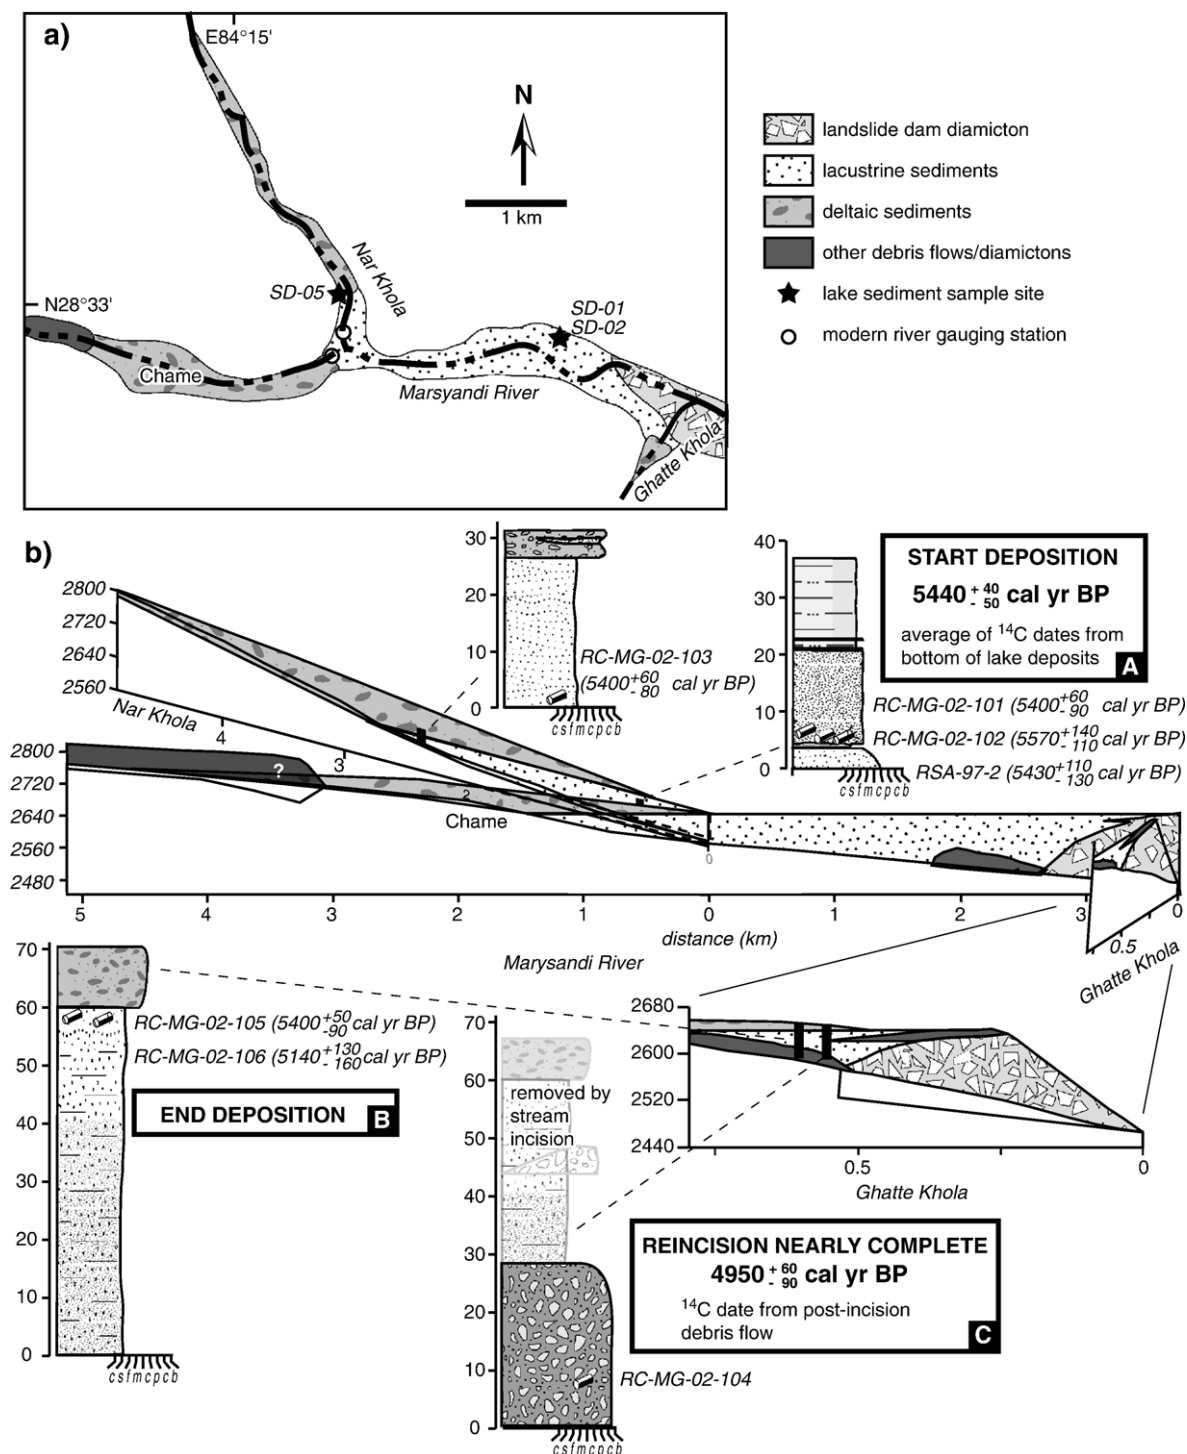 a)
E84°15'
N
1 km
Nar Khola
SD-05
N28°33'
SD-01
SD-02
Chame
Marsyandi River
Ghatte Khola
landslide dam diamicton
lacustrine sediments
deltaic sediments
other debris flows/diamictons
lake sediment sample site
modern river gauging station
b)
2800
2720
2640
2560
Nar Khola
4
3
2
0
30
20
10
0
csfmcpcb
RC-MG-02-103
(5400 +60 -80 cal yr BP)
40
30
20
10
0
csfmcpcb
START DEPOSITION
5440 +40 -50 cal yr BP
average of 14C dates from
bottom of lake deposits
A
RC-MG-02-101 (5400 +60 -90 cal yr BP)
RC-MG-02-102 (5570 +140 -110 cal yr BP)
RSA-97-2 (5430 +110 -130 cal yr BP)
2800
2720
2640
2560
2480
?
Chame
5
4
3
2
1
0
1
2
3
0
distance (km)
Marysandi River
0.5
Ghatte Khola
70
60
50
40
30
20
10
0
csfmcpcb
RC-MG-02-105 (5400 +50 -90 cal yr BP)
RC-MG-02-106 (5140 +130 -160 cal yr BP)
END DEPOSITION
B
70
60
50
40
30
20
10
0
removed by
stream
incision
csfmcpcb
RC-MG-02-104
2680
2600
2520
2440
0.5
0
Ghatte Khola
REINCISION NEARLY COMPLETE
4950 +60 -90 cal yr BP
14C date from post-incision
debris flow
C